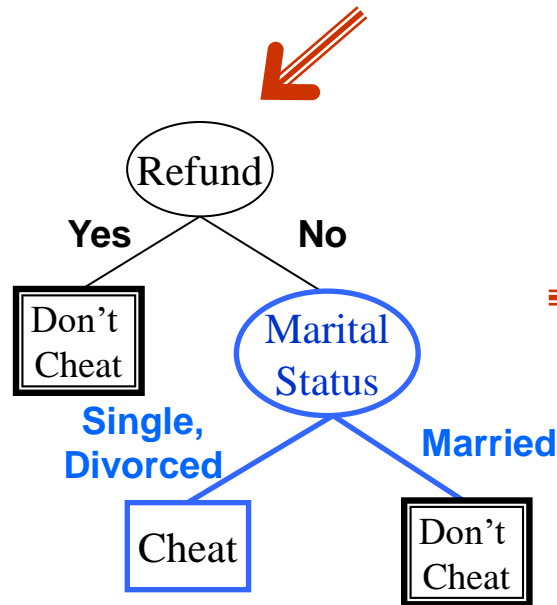 Refund
Yes
No
Don’t
Cheat
Marital
Status
Single,
Divorced
Married
Cheat
Don’t
Cheat